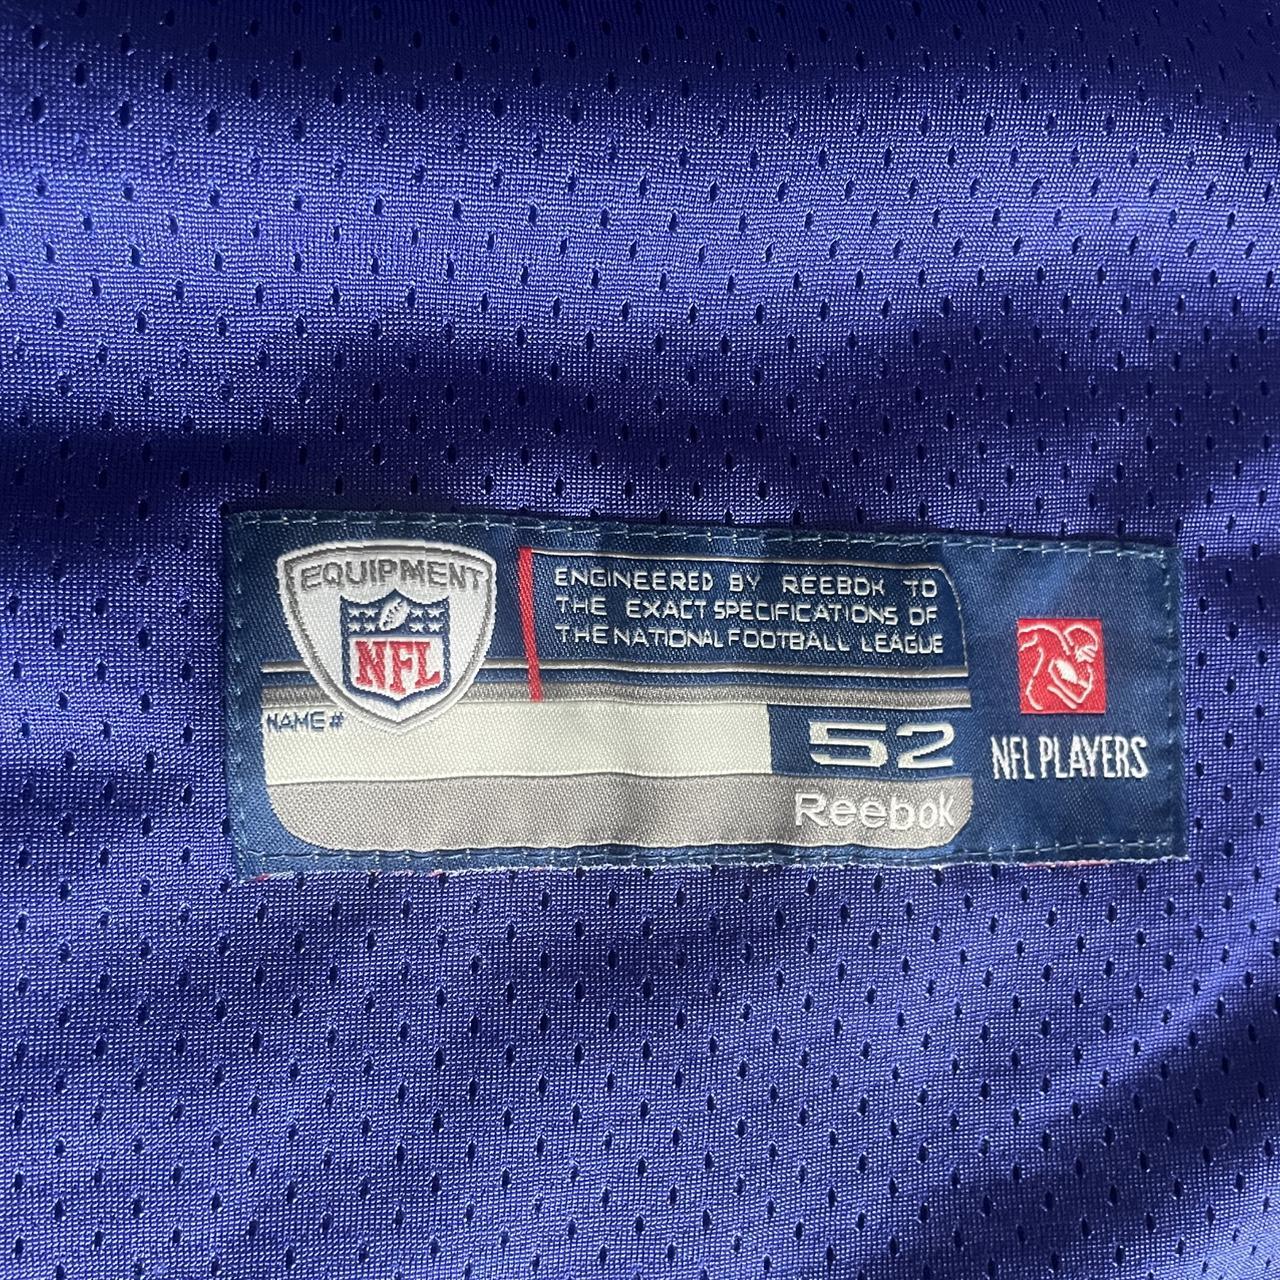 EQUIPMENT
NFL
ENGINEERED BY REEBOK TO
THE EXACT SPECIFICATIONS OF
THE NATIONAL FOOTBALL LEAGUE
NAME #
52
Reebok
NFL PLAYERS